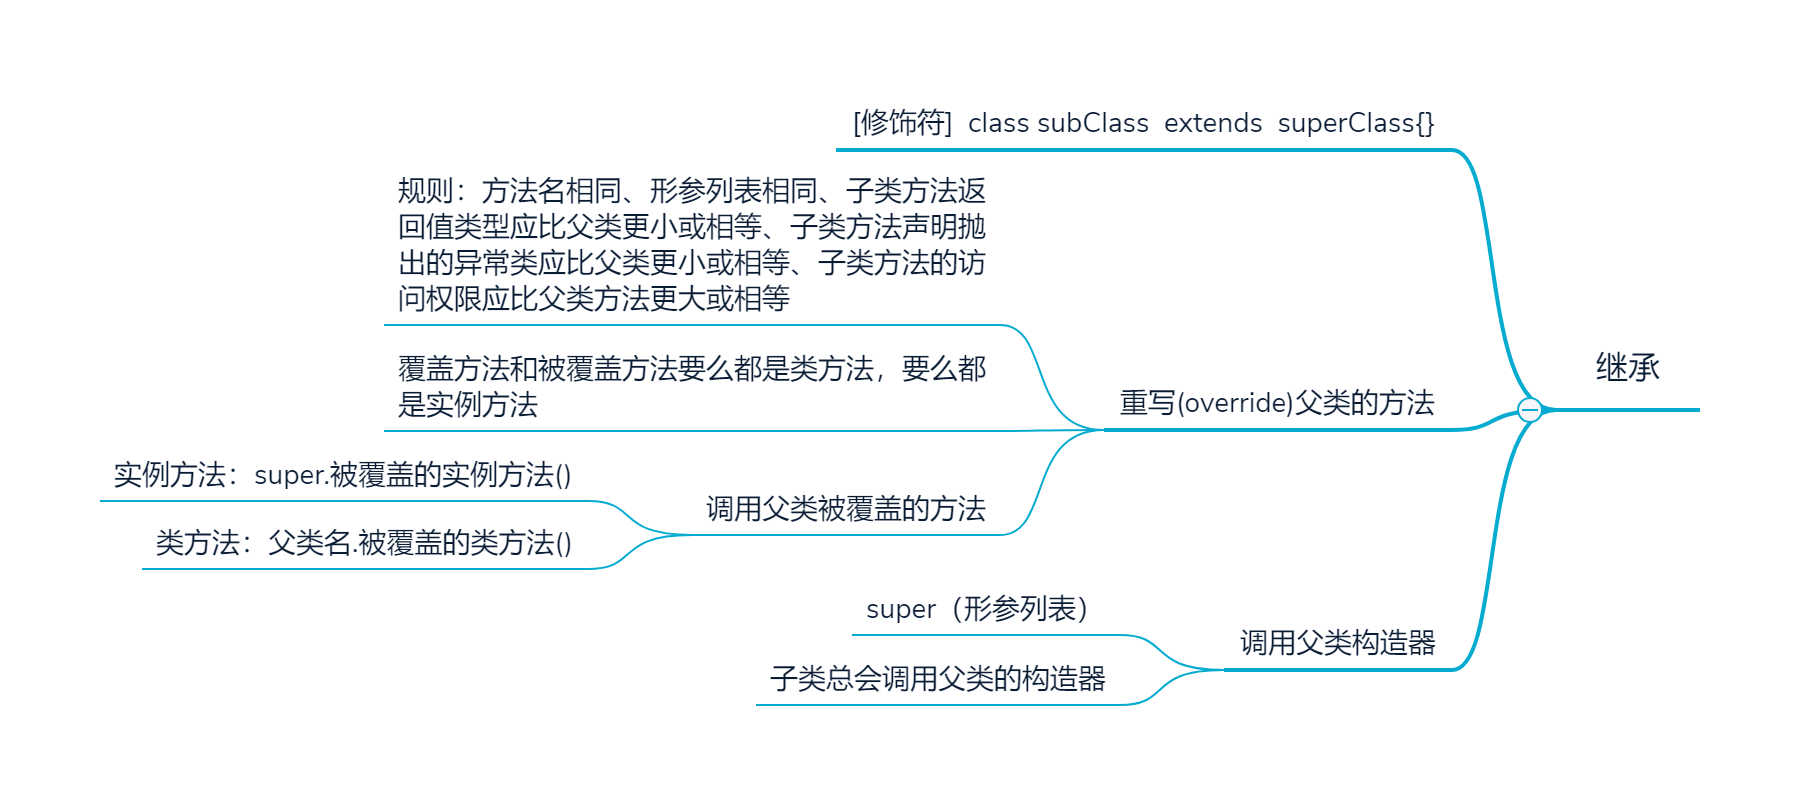 [修饰符]  class subClass  extends  superClass{}
规则：方法名相同、形参列表相同、子类方法返
回值类型应比父类更小或相等、子类方法声明抛
出的异常类应比父类更小或相等、子类方法的访
问权限应比父类方法更大或相等
覆盖方法和被覆盖方法要么都是类方法，要么都
是实例方法
继承
重写(override)父类的方法
实例方法：super.被覆盖的实例方法()
调用父类被覆盖的方法
类方法：父类名.被覆盖的类方法()
super（形参列表）
调用父类构造器
子类总会调用父类的构造器